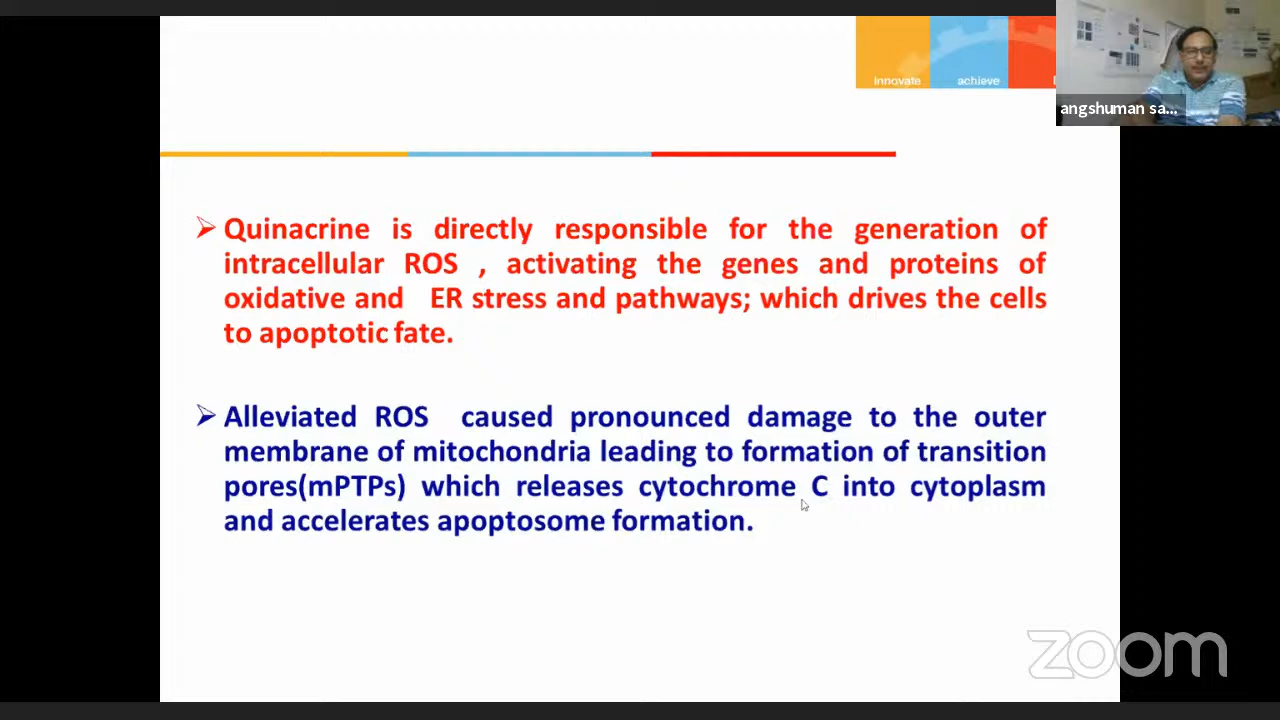 innovate achieve
angshuman sa...
Quinacrine is directly responsible for the generation of
intracellular ROS , activating the genes and proteins of
oxidative and ER stress and pathways; which drives the cells
to apoptotic fate.
Alleviated ROS caused pronounced damage to the outer
membrane of mitochondria leading to formation of transition
pores(mPTPs) which releases cytochrome C into cytoplasm
and accelerates apoptosome formation.
zoom